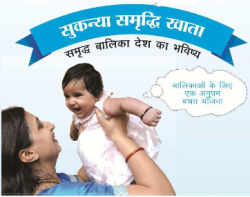 सुकन्या समृद्धि खाता
समृद्ध बालिका देश का भविष्य
बालिकाओं के लिए
एक अनुपम
बचत योजना